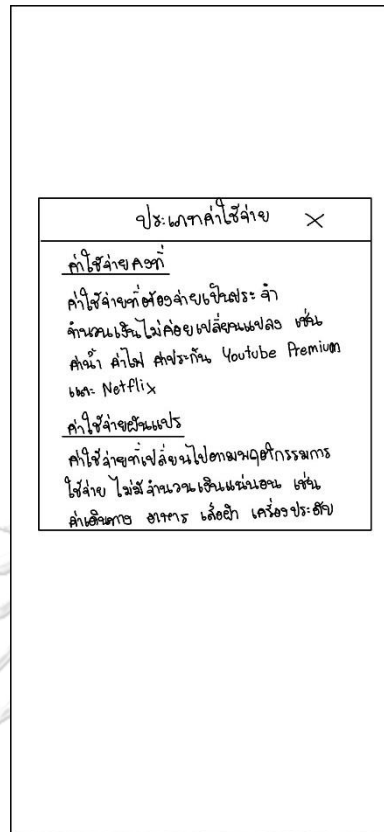 ประเภทค่าใช้จ่าย ✕
ค่าใช้จ่ายคงที่
ค่าใช้จ่ายที่ต้องจ่ายเป็นประจำ
จำนวนเงินไม่ค่อยเปลี่ยนแปลง เช่น
ค่าน้ำ ค่าไฟ ค่าประกัน Youtube Premium
และ Netflix
ค่าใช้จ่ายผันแปร
ค่าใช้จ่ายที่เปลี่ยนไปตามพฤติกรรมการ
ใช้จ่าย ไม่มีจำนวนเงินแน่นอน เช่น
ค่าเดินทาง อาหาร เสื้อผ้า เครื่องประดับ